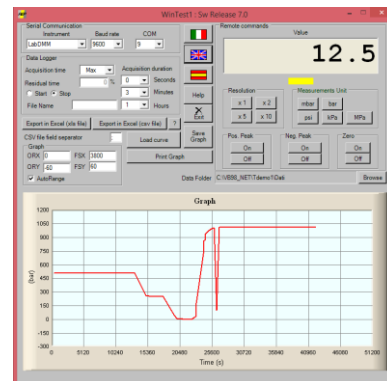 WinTest1 : Sw Release 7.0
Serial Communication
Instrument Baud rate COM
LabDMM 9600 9
Data Logger
Acquisition time Max Acquisition duration
Residual time % 0 Seconds
Start Stop 3 Minutes
File Name 1 Hours
Export in Excel (xls file) Export in Excel (csv file) ?
CSV file field separator
Load curve
Graph
ORX 0 FSX 3600
ORY -60 FSY 60
AutoRange
Print Graph
Help
Exit
Save Graph
Remote commands
Value
12.5
Resolution
x 1 x 2
x 5 x 10
Measurements Unit
mbar bar
psi kPa MPa
Pos. Peak Neg. Peak Zero
On On On
Off Off Off
Data Folder C:\VB98_NET\Tdemo1\Dati Browse
Graph
1200
1050
900
750
600
450
300
150
0
-150
-300
(bar)
0 5120 10240 15360 20480 25600 30720 35840 40960 46080 51200
Time (s)